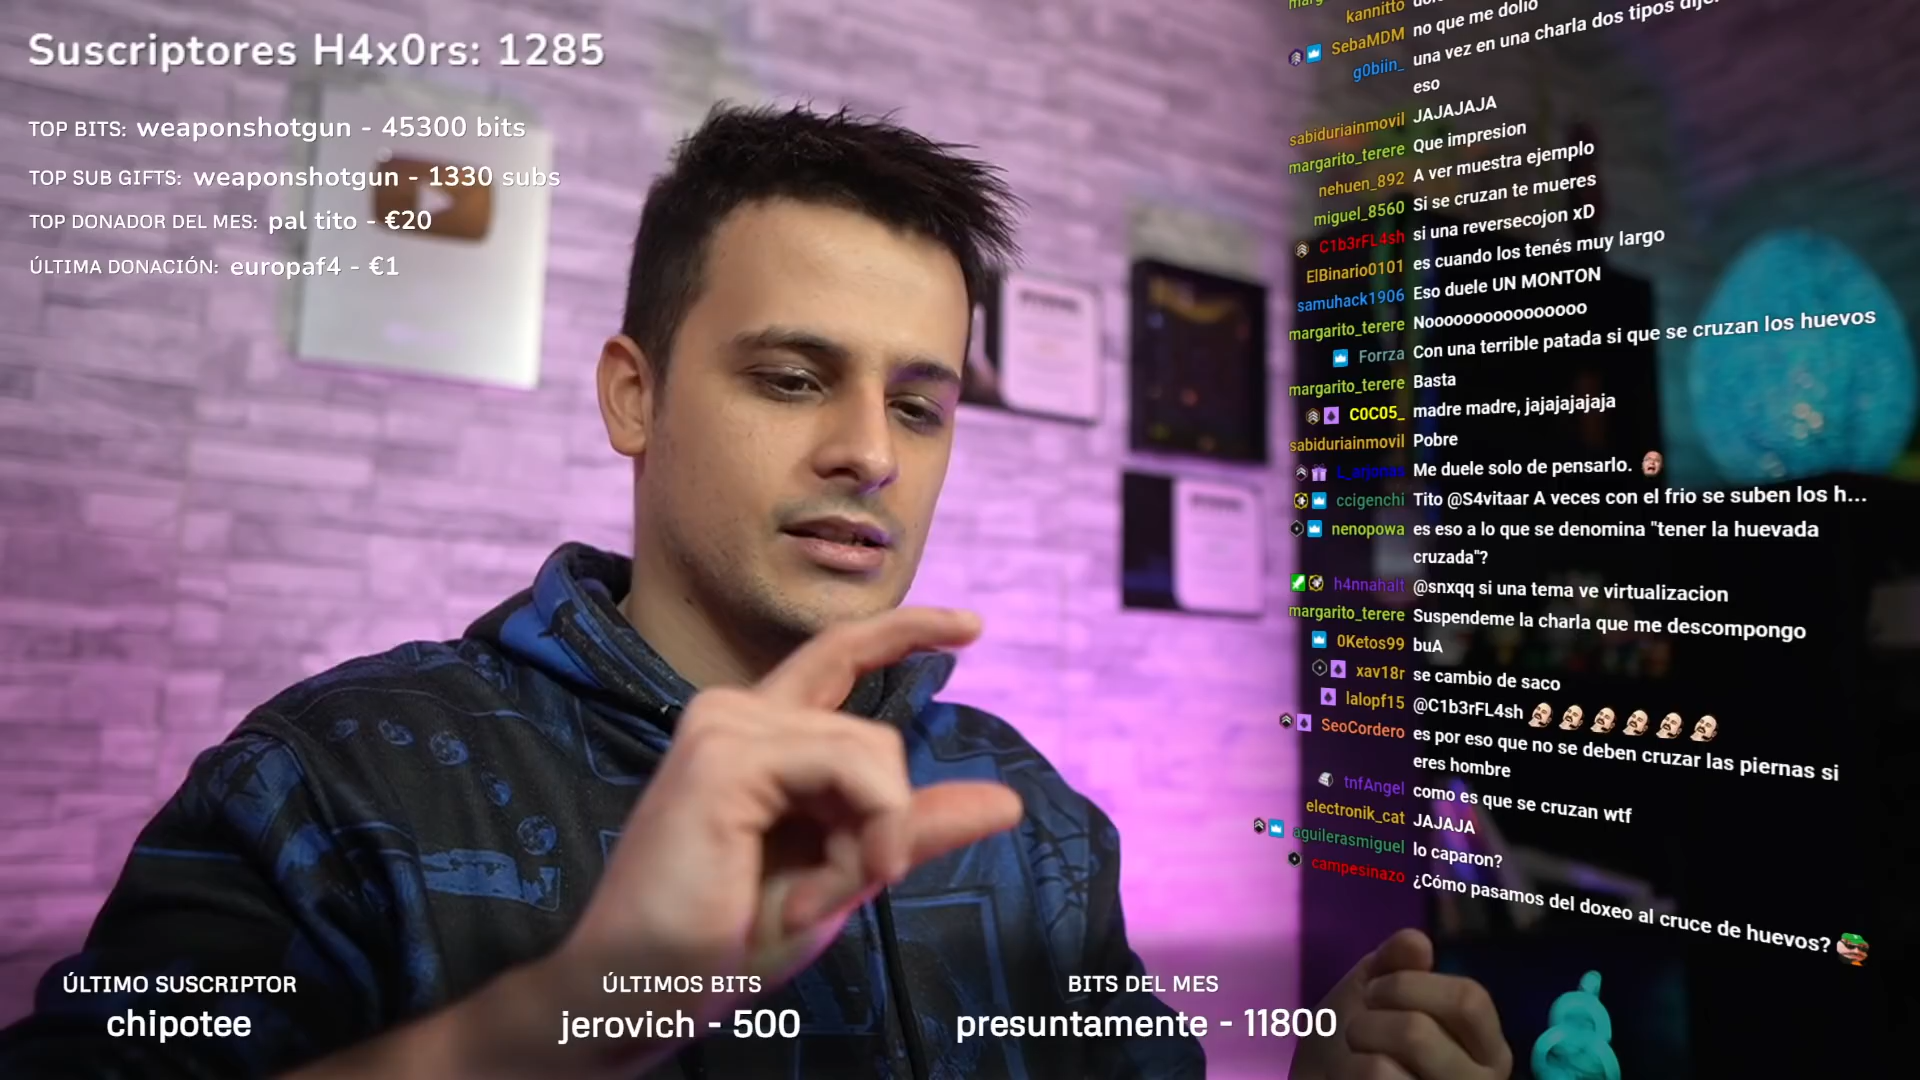 Suscriptores H4x0rs: 1285
TOP BITS: weaponshotgun - 45300 bits
TOP SUB GIFTS: weaponshotgun - 1330 subs
TOP DONADOR DEL MES: pal tito - €20
ÚLTIMA DONACIÓN: europaf4 - €1
kannitto
SebaMDM no que me dolio
g0biin_ una vez en una charla dos tipos
eso
sabiduriainmovil JAJAJAJA
margarito_terere Que impresion
nehuen_892 A ver muestra ejemplo
miguel_8560 Si se cruzan te mueres
C1b3rFL4sh si una reversecojon xD
ElBinario0101 es cuando los tenés muy largo
samuhack1906 Eso duele UN MONTON
margarito_terere Nooooooooooooooo
Forrza Con una terrible patada si que se cruzan los huevos
margarito_terere Basta
C0C05_ madre madre, jajajajajaja
sabiduriainmovil Pobre
L_arjonas Me duele solo de pensarlo.
ccigenchi Tito @S4vitaar A veces con el frio se suben los h...
nenopowa es eso a lo que se denomina "tener la huevada
cruzada"?
h4nnahalt @snxqq si una tema ve virtualizacion
margarito_terere Suspendeme la charla que me descompongo
0Ketos99 buA
xav18r se cambio de saco
lalopf15 @C1b3rFL4sh
SeoCordero es por eso que no se deben cruzar las piernas si
eres hombre
tnfAngel como es que se cruzan wtf
electronik_cat JAJAJA
aguilerasmiguel lo caparon?
campesinazo ¿Cómo pasamos del doxeo al cruce de huevos?
ÚLTIMO SUSCRIPTOR
chipotee
ÚLTIMOS BITS
jerovich - 500
BITS DEL MES
presuntamente - 11800